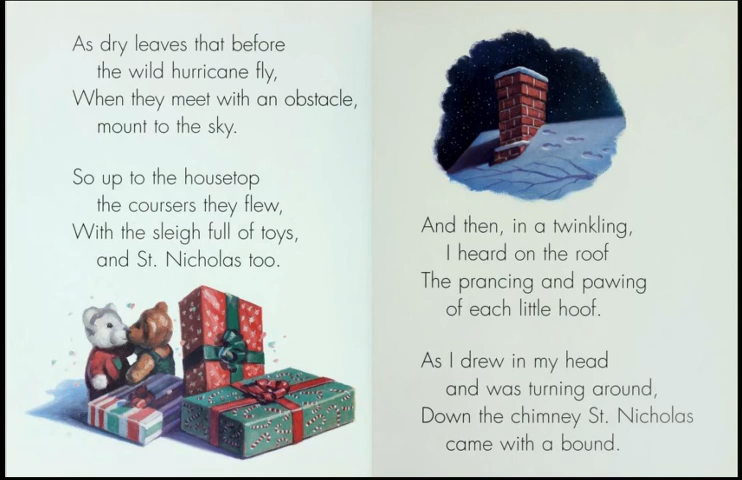 As dry leaves that before
the wild hurricane fly,
When they meet with an obstacle,
mount to the sky.
So up to the housetop
the coursers they flew,
With the sleigh full of toys,
and St. Nicholas too.
And then, in a twinkling,
I heard on the roof
The prancing and pawing
of each little hoof.
As I drew in my head
and was turning around,
Down the chimney St. Nicholas
came with a bound.